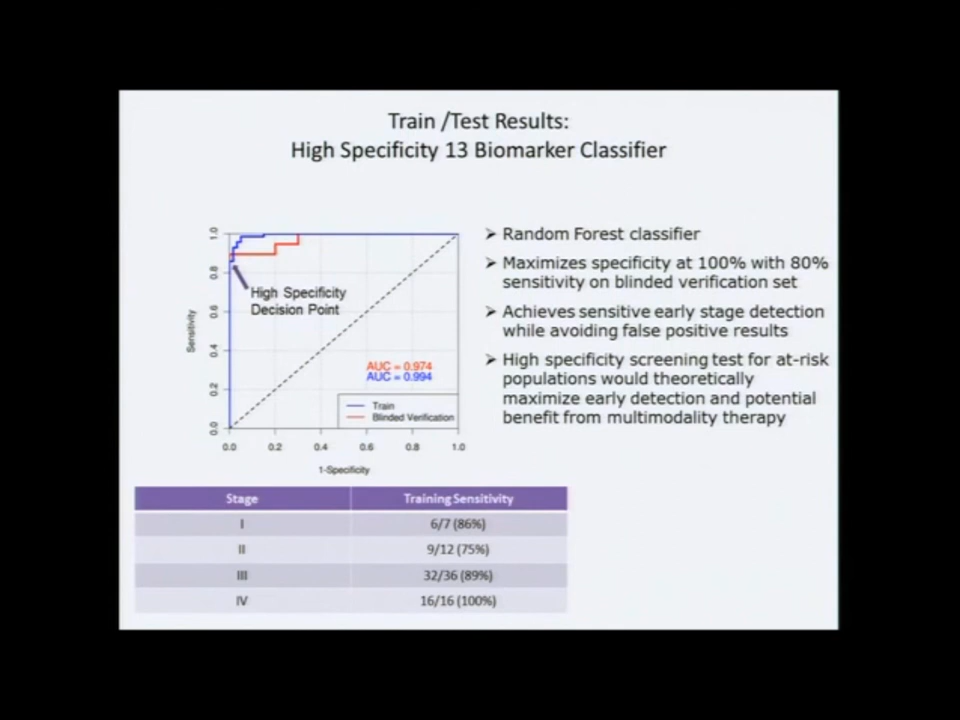 Train /Test Results:
High Specificity 13 Biomarker Classifier
1.0
0.8
0.6
0.4
0.2
0.0
Sensitivity
High Specificity
Decision Point
AUC = 0.974
AUC = 0.994
Train
Blinded Verification
0.0 0.2 0.4 0.6 0.8 1.0
1-Specificity
➢ Random Forest classifier
➢ Maximizes specificity at 100% with 80%
sensitivity on blinded verification set
➢ Achieves sensitive early stage detection
while avoiding false positive results
➢ High specificity screening test for at-risk
populations would theoretically
maximize early detection and potential
benefit from multimodality therapy
Stage Training Sensitivity
I 6/7 (86%)
II 9/12 (75%)
III 32/36 (89%)
IV 16/16 (100%)